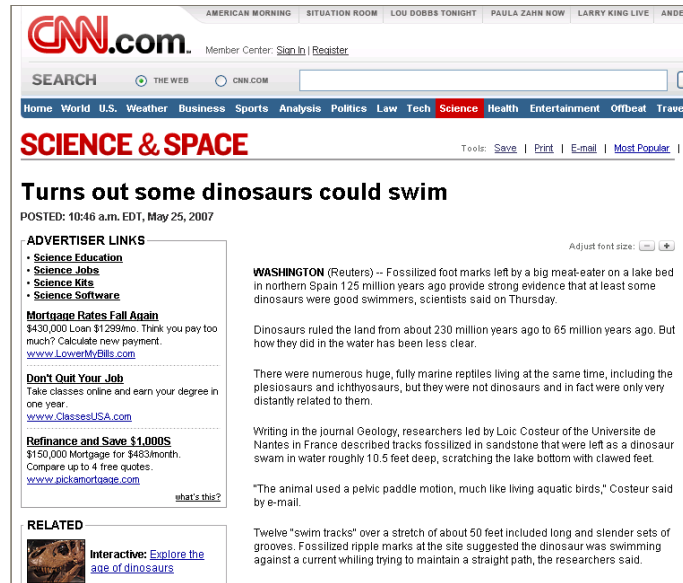 AMERICAN MORNING SITUATION ROOM LOU DOBBS TONIGHT PAULA ZAHN NOW LARRY KING LIVE ANDE
CNN.com
Member Center: Sign In | Register
SEARCH THE WEB CNN.COM
Home World U.S. Weather Business Sports Analysis Politics Law Tech Science Health Entertainment Offbeat Trave
SCIENCE & SPACE
Tools: Save | Print | E-mail | Most Popular |
Turns out some dinosaurs could swim
POSTED: 10:46 a.m. EDT, May 25, 2007
ADVERTISER LINKS
• Science Education
• Science Jobs
• Science Kits
• Science Software
Mortgage Rates Fall Again
$430,000 Loan $1299/mo. Think you pay too
much? Calculate new payment.
www.LowerMyBills.com
Don't Quit Your Job
Take classes online and earn your degree in
one year.
www.ClassesUSA.com
Refinance and Save $1,000S
$150,000 Mortgage for $483/month.
Compare up to 4 free quotes.
www.pickamortgage.com
what's this?
RELATED
Interactive: Explore the
age of dinosaurs
Adjust font size: - +
WASHINGTON (Reuters) -- Fossilized foot marks left by a big meat-eater on a lake bed
in northern Spain 125 million years ago provide strong evidence that at least some
dinosaurs were good swimmers, scientists said on Thursday.
Dinosaurs ruled the land from about 230 million years ago to 65 million years ago. But
how they did in the water has been less clear.
There were numerous huge, fully marine reptiles living at the same time, including the
plesiosaurs and ichthyosaurs, but they were not dinosaurs and in fact were only very
distantly related to them.
Writing in the journal Geology, researchers led by Loic Costeur of the Universite de
Nantes in France described tracks fossilized in sandstone that were left as a dinosaur
swam in water roughly 10.5 feet deep, scratching the lake bottom with clawed feet.
"The animal used a pelvic paddle motion, much like living aquatic birds," Costeur said
by e-mail.
Twelve "swim tracks" over a stretch of about 50 feet included long and slender sets of
grooves. Fossilized ripple marks at the site suggested the dinosaur was swimming
against a current whiling trying to maintain a straight path, the researchers said.